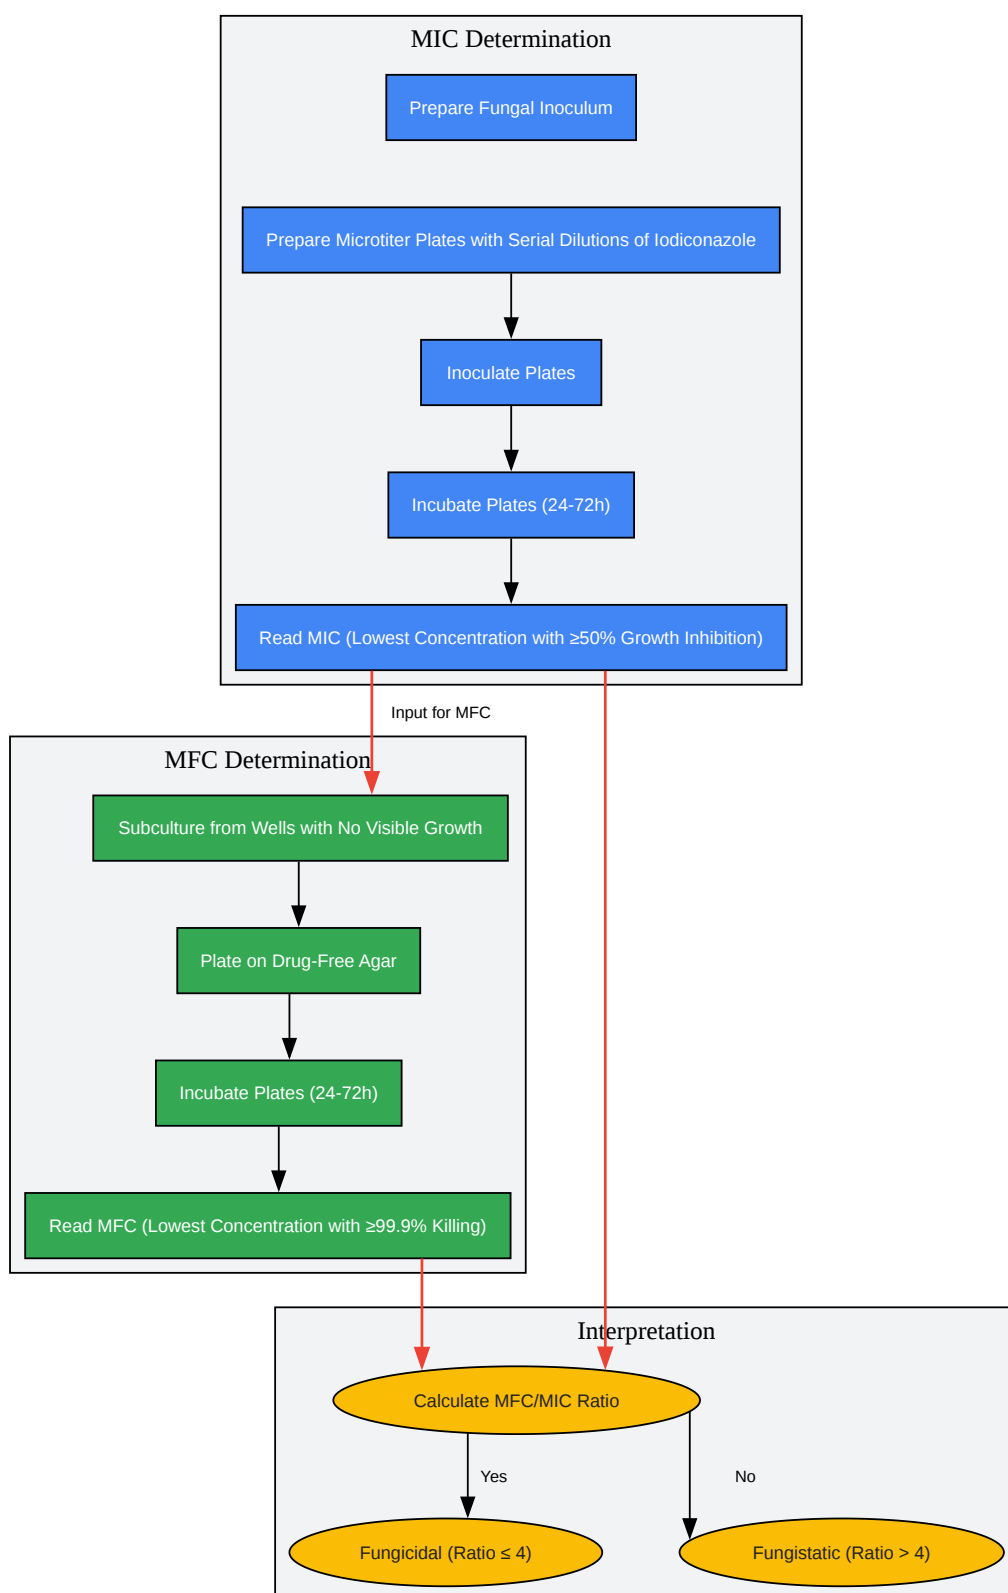 MIC Determination
Prepare Fungal Inoculum
Prepare Microtiter Plates with Serial Dilutions of Iodiconazole
Inoculate Plates
Incubate Plates (24-72h)
Read MIC (Lowest Concentration with ≥50% Growth Inhibition)
Input for MFC
MFC Determination
Subculture from Wells with No Visible Growth
Plate on Drug-Free Agar
Incubate Plates (24-72h)
Read MFC (Lowest Concentration with ≥99.9% Killing)
Interpretation
Calculate MFC/MIC Ratio
Yes
No
Fungicidal (Ratio ≤ 4)
Fungistatic (Ratio > 4)